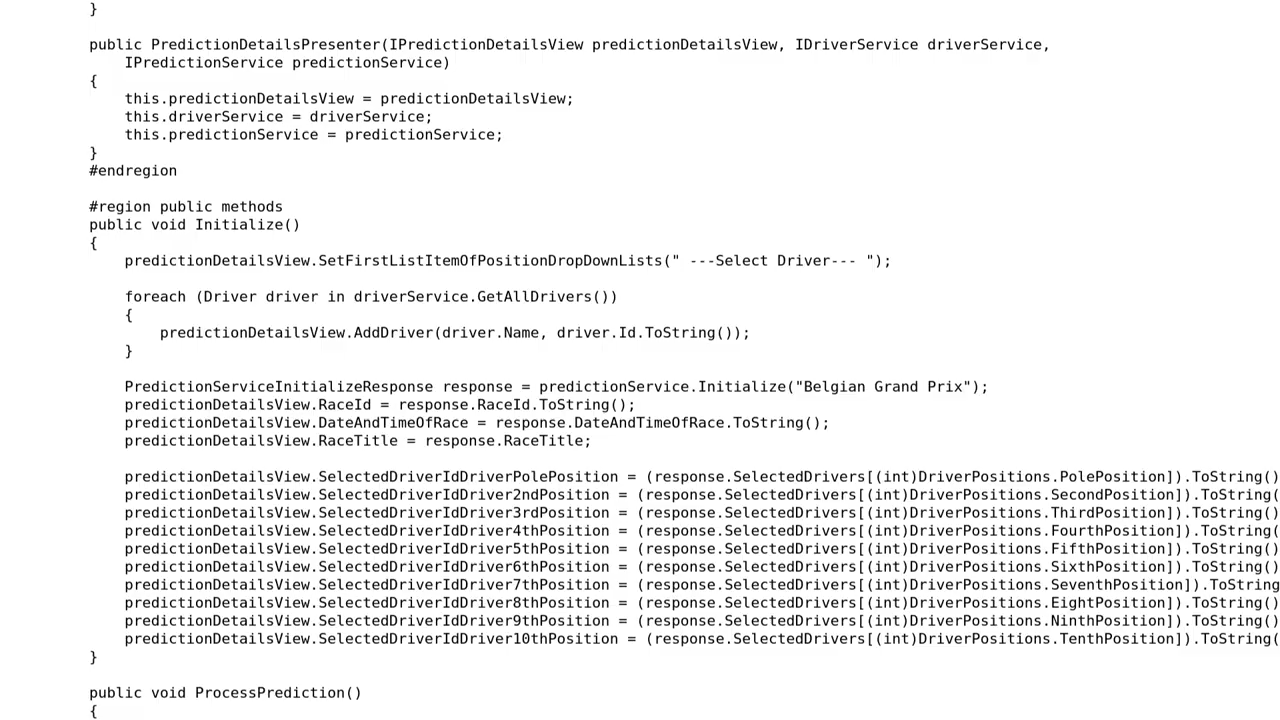 }
public PredictionDetailsPresenter(IPredictionDetailsView predictionDetailsView, IDriverService driverService,
IPredictionService predictionService)
{
this.predictionDetailsView = predictionDetailsView;
this.driverService = driverService;
this.predictionService = predictionService;
}
#endregion
#region public methods
public void Initialize()
{
predictionDetailsView.SetFirstListItemOfPositionDropDownLists(" ---Select Driver--- ");
foreach (Driver driver in driverService.GetAllDrivers())
{
predictionDetailsView.AddDriver(driver.Name, driver.Id.ToString());
}
PredictionServiceInitializeResponse response = predictionService.Initialize("Belgian Grand Prix");
predictionDetailsView.RaceId = response.RaceId.ToString();
predictionDetailsView.DateAndTimeOfRace = response.DateAndTimeOfRace.ToString();
predictionDetailsView.RaceTitle = response.RaceTitle;
predictionDetailsView.SelectedDriverIdDriverPolePosition = (response.SelectedDrivers[(int)DriverPositions.PolePosition]).ToString()
predictionDetailsView.SelectedDriverIdDriver2ndPosition = (response.SelectedDrivers[(int)DriverPositions.SecondPosition]).ToString(
predictionDetailsView.SelectedDriverIdDriver3rdPosition = (response.SelectedDrivers[(int)DriverPositions.ThirdPosition]).ToString()
predictionDetailsView.SelectedDriverIdDriver4thPosition = (response.SelectedDrivers[(int)DriverPositions.FourthPosition]).ToString(
predictionDetailsView.SelectedDriverIdDriver5thPosition = (response.SelectedDrivers[(int)DriverPositions.FifthPosition]).ToString()
predictionDetailsView.SelectedDriverIdDriver6thPosition = (response.SelectedDrivers[(int)DriverPositions.SixthPosition]).ToString()
predictionDetailsView.SelectedDriverIdDriver7thPosition = (response.SelectedDrivers[(int)DriverPositions.SeventhPosition]).ToString
predictionDetailsView.SelectedDriverIdDriver8thPosition = (response.SelectedDrivers[(int)DriverPositions.EightPosition]).ToString()
predictionDetailsView.SelectedDriverIdDriver9thPosition = (response.SelectedDrivers[(int)DriverPositions.NinthPosition]).ToString()
predictionDetailsView.SelectedDriverIdDriver10thPosition = (response.SelectedDrivers[(int)DriverPositions.TenthPosition]).ToString(
}
public void ProcessPrediction()
{